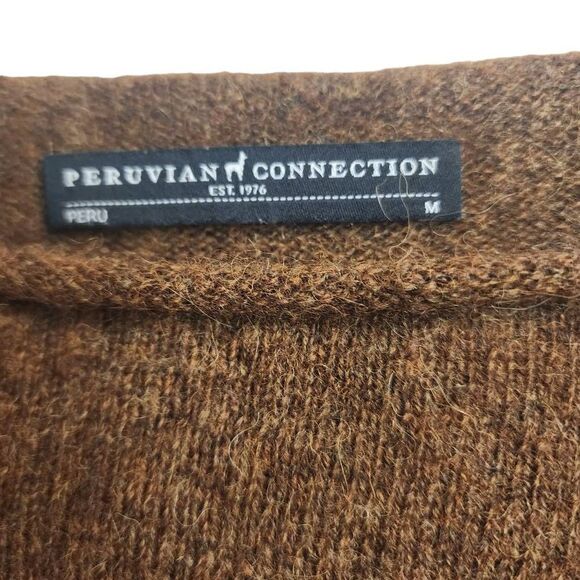 PERUVIAN CONNECTION
EST. 1976
PERU M